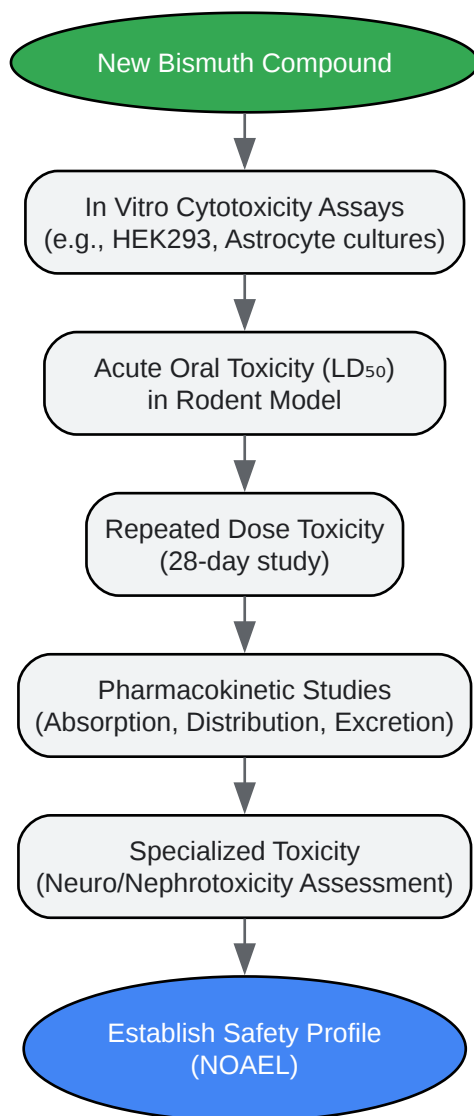 New Bismuth Compound
In Vitro Cytotoxicity Assays
(e.g., HEK293, Astrocyte cultures)
Acute Oral Toxicity (LD₅₀)
in Rodent Model
Repeated Dose Toxicity
(28-day study)
Pharmacokinetic Studies
(Absorption, Distribution, Excretion)
Specialized Toxicity
(Neuro/Nephrotoxicity Assessment)
Establish Safety Profile
(NOAEL)